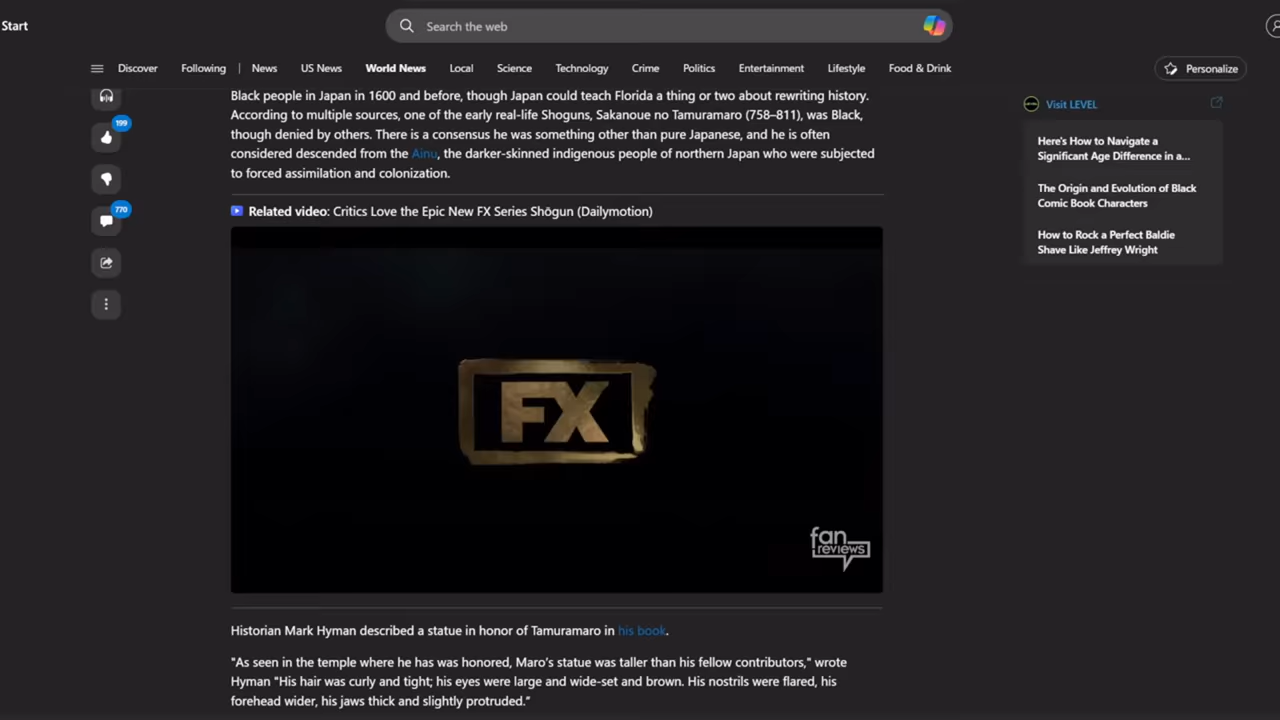 Start
Search the web
Discover
Following
News
US News
World News
Local
Science
Technology
Crime
Politics
Entertainment
Lifestyle
Food & Drink
Personalize
199
770
Black people in Japan in 1600 and before, though Japan could teach Florida a thing or two about rewriting history.
According to multiple sources, one of the early real-life Shoguns, Sakanoue no Tamuramaro (758–811), was Black,
though denied by others. There is a consensus he was something other than pure Japanese, and he is often
considered descended from the Ainu, the darker-skinned indigenous people of northern Japan who were subjected
to forced assimilation and colonization.
Related video: Critics Love the Epic New FX Series Shōgun (Dailymotion)
FX
fan
reviews
Historian Mark Hyman described a statue in honor of Tamuramaro in his book.
"As seen in the temple where he has was honored, Maro's statue was taller than his fellow contributors," wrote
Hyman "His hair was curly and tight; his eyes were large and wide-set and brown. His nostrils were flared, his
forehead wider, his jaws thick and slightly protruded."
Visit LEVEL
Here's How to Navigate a
Significant Age Difference in a...
The Origin and Evolution of Black
Comic Book Characters
How to Rock a Perfect Baldie
Shave Like Jeffrey Wright